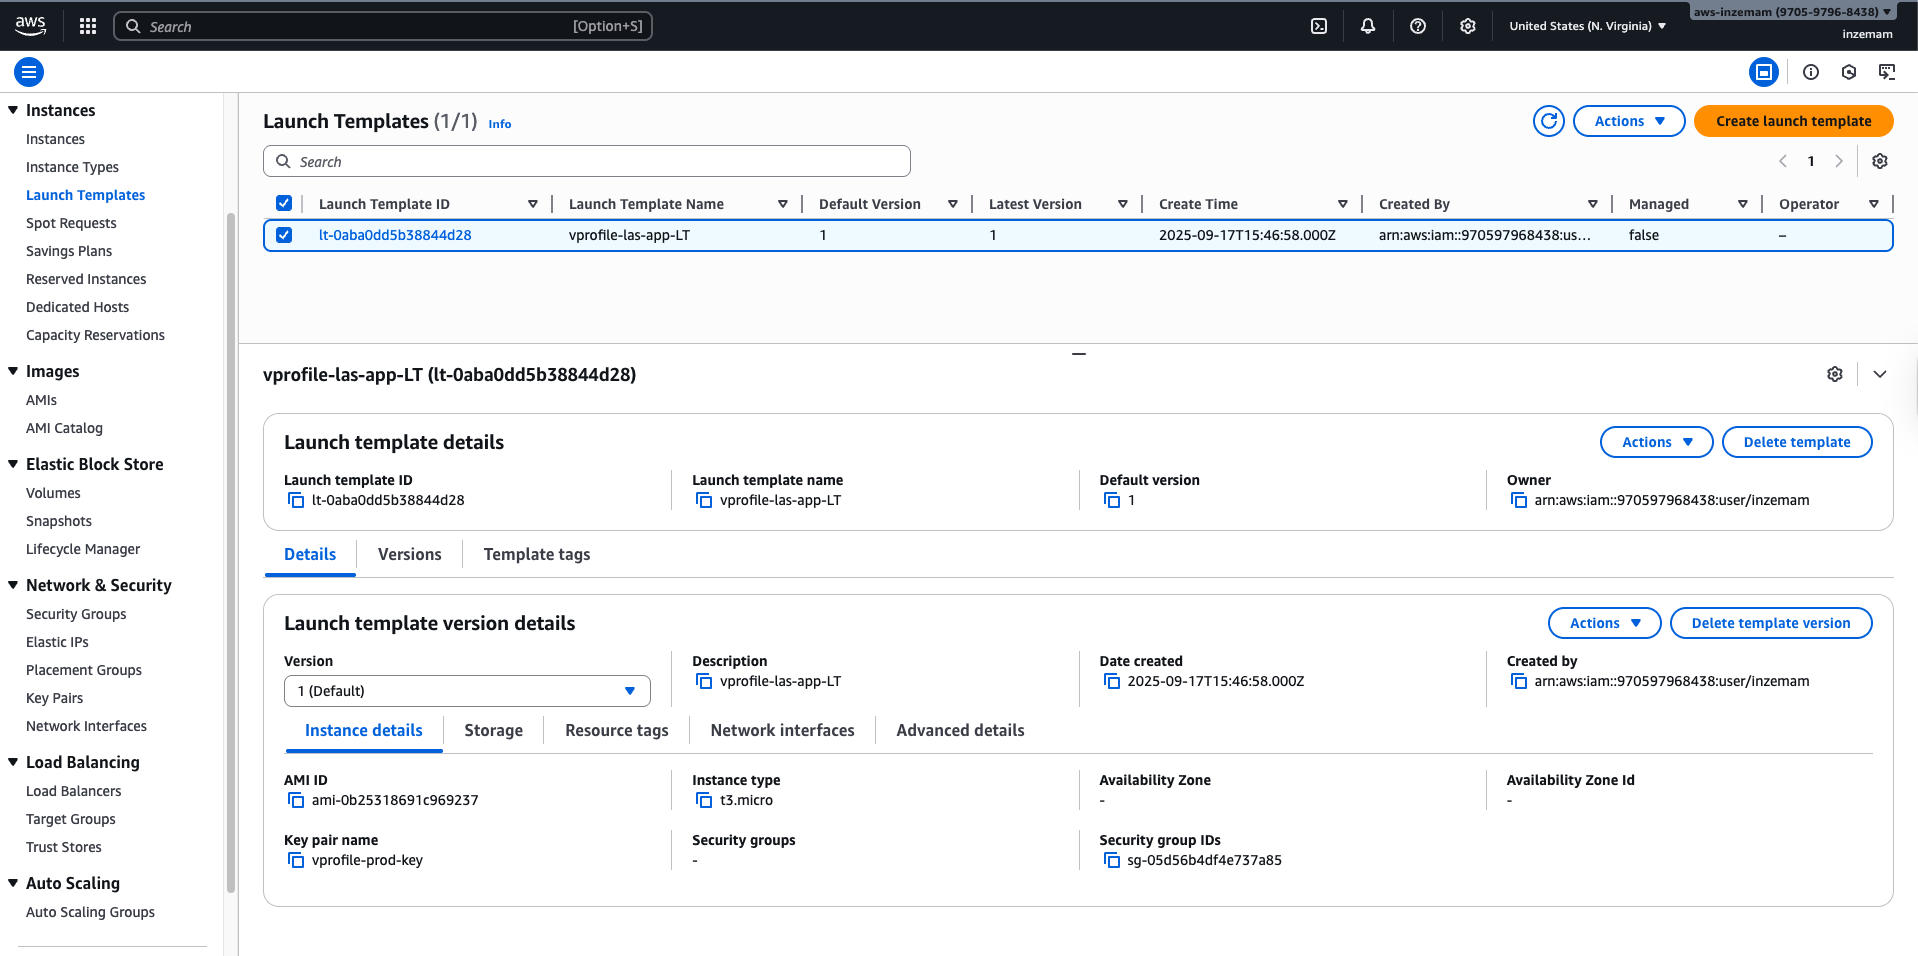 aws
Search
[Option+S]
United States (N. Virginia)
aws-inzemam (9705-9796-8438)
inzemam
Instances
Instances
Instance Types
Launch Templates
Spot Requests
Savings Plans
Reserved Instances
Dedicated Hosts
Capacity Reservations
Images
AMIs
AMI Catalog
Elastic Block Store
Volumes
Snapshots
Lifecycle Manager
Network & Security
Security Groups
Elastic IPs
Placement Groups
Key Pairs
Network Interfaces
Load Balancing
Load Balancers
Target Groups
Trust Stores
Auto Scaling
Auto Scaling Groups
Launch Templates (1/1) Info
Actions
Create launch template
Search
1
Launch Template ID Launch Template Name Default Version Latest Version Create Time Created By Managed Operator
lt-0aba0dd5b38844d28 vprofile-las-app-LT 1 1 2025-09-17T15:46:58.000Z arn:aws:iam::970597968438:us... false –
vprofile-las-app-LT (lt-0aba0dd5b38844d28)
Launch template details
Actions
Delete template
Launch template ID Launch template name Default version Owner
lt-0aba0dd5b38844d28 vprofile-las-app-LT 1 arn:aws:iam::970597968438:user/inzemam
Details Versions Template tags
Launch template version details
Actions
Delete template version
Version Description Date created Created by
1 (Default) vprofile-las-app-LT 2025-09-17T15:46:58.000Z arn:aws:iam::970597968438:user/inzemam
Instance details Storage Resource tags Network interfaces Advanced details
AMI ID Instance type Availability Zone Availability Zone Id
ami-0b25318691c969237 t3.micro - -
Key pair name Security groups Security group IDs
vprofile-prod-key - sg-05d56b4df4e737a85